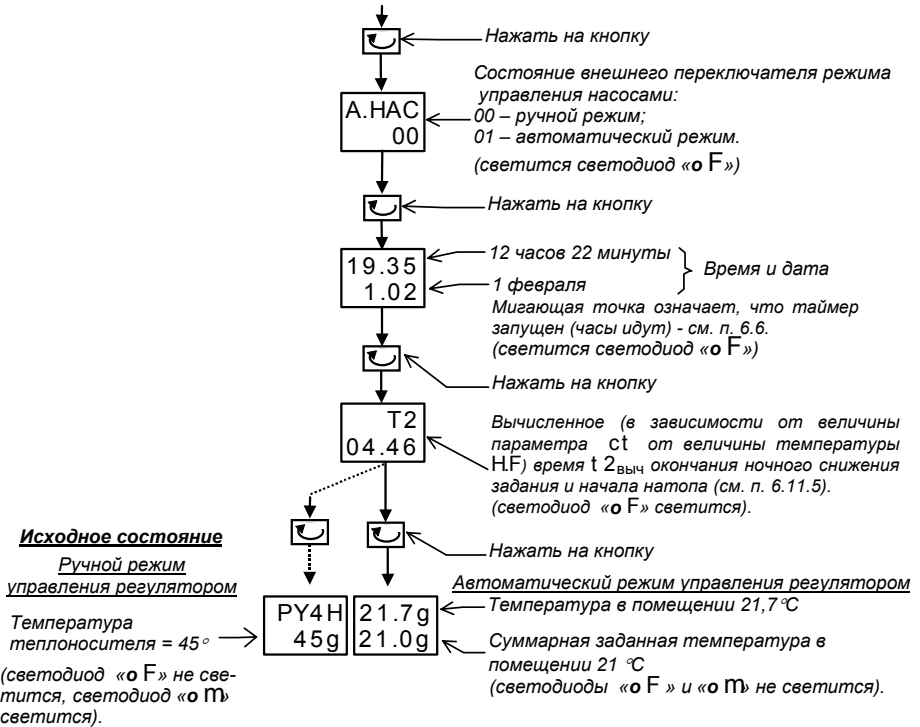 Нажать на кнопку
Состояние внешнего переключателя режима
управления насосами:
А.НАС
00
00 – ручной режим;
01 – автоматический режим.
(светится светодиод «о F»)
Нажать на кнопку
19.35
1.02
12 часов 22 минуты
1 февраля
Время и дата
Мигающая точка означает, что таймер
запущен (часы идут) - см. п. 6.6.
(светится светодиод «о F»)
Нажать на кнопку
Т2
04.46
Вычисленное (в зависимости от величины
параметра ct от величины температуры
H.F) время t 2выч окончания ночного снижения
задания и начала натопа (см. п. 6.11.5).
(светодиод «о F» светится).
Нажать на кнопку
Исходное состояние
Ручной режим
управления регулятором
Автоматический режим управления регулятором
РУ4Н
45g
21.7g
21.0g
Температура
теплоносителя = 45°
(светодиод «о F» не све-
тится, светодиод «о m»
светится).
Температура в помещении 21,7°С
Суммарная заданная температура в
помещении 21 °С
(светодиоды «о F » и «о m» не светится).